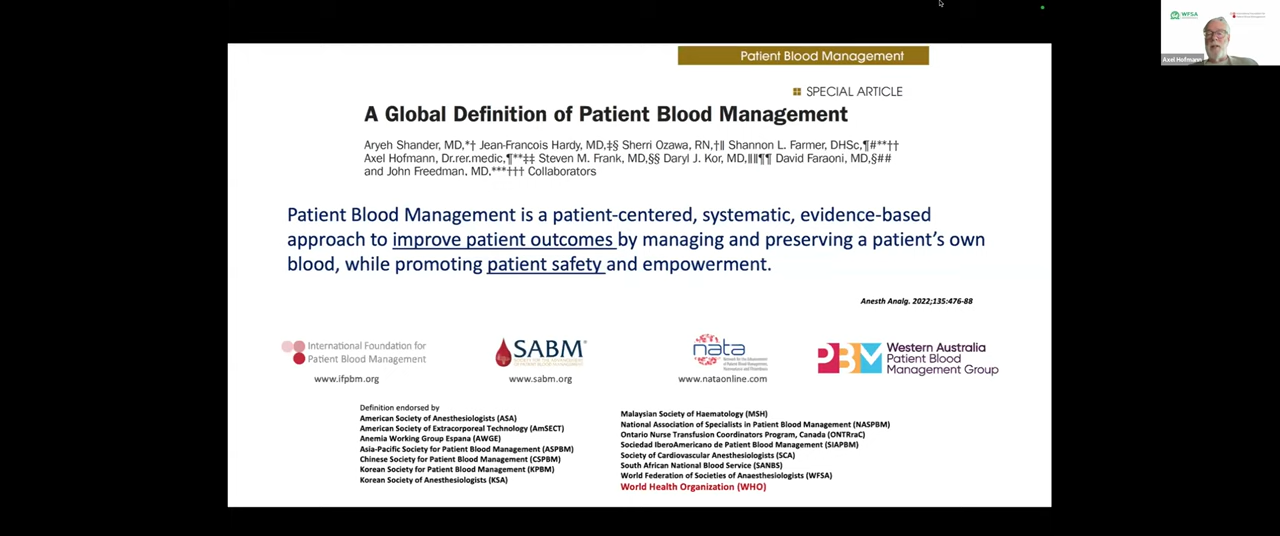 WFSA
Axel Hofmann
Patient Blood Management
SPECIAL ARTICLE
A Global Definition of Patient Blood Management
Aryeh Shander, MD,*† Jean-Francois Hardy, MD,‡§ Sherri Ozawa, RN,†‖ Shannon L. Farmer, DHSc,¶#**††
Axel Hofmann, Dr.rer.medic,¶**‡‡ Steven M. Frank, MD,§§ Daryl J. Kor, MD,‖‖¶¶ David Faraoni, MD,§##
and John Freedman, MD,***††† Collaborators
Patient Blood Management is a patient-centered, systematic, evidence-based
approach to improve patient outcomes by managing and preserving a patient's own
blood, while promoting patient safety and empowerment.
Anesth Analg. 2022;135:476-88
International Foundation for
Patient Blood Management
www.ifpbm.org
SABM
www.sabm.org
nata
www.nataonline.com
PBM
Western Australia
Patient Blood
Management Group
Definition endorsed by
American Society of Anesthesiologists (ASA)
American Society of Extracorporeal Technology (AmSECT)
Anemia Working Group Espana (AWGE)
Asia-Pacific Society for Patient Blood Management (ASPBM)
Chinese Society for Patient Blood Management (CSPBM)
Korean Society for Patient Blood Management (KPBM)
Korean Society of Anesthesiologists (KSA)
Malaysian Society of Haematology (MSH)
National Association of Specialists in Patient Blood Management (NASPBM)
Ontario Nurse Transfusion Coordinators Program, Canada (ONTRaC)
Sociedad IberoAmericano de Patient Blood Management (SIAPBM)
Society of Cardiovascular Anesthesiologists (SCA)
South African National Blood Service (SANBS)
World Federation of Societies of Anaesthesiologists (WFSA)
World Health Organization (WHO)